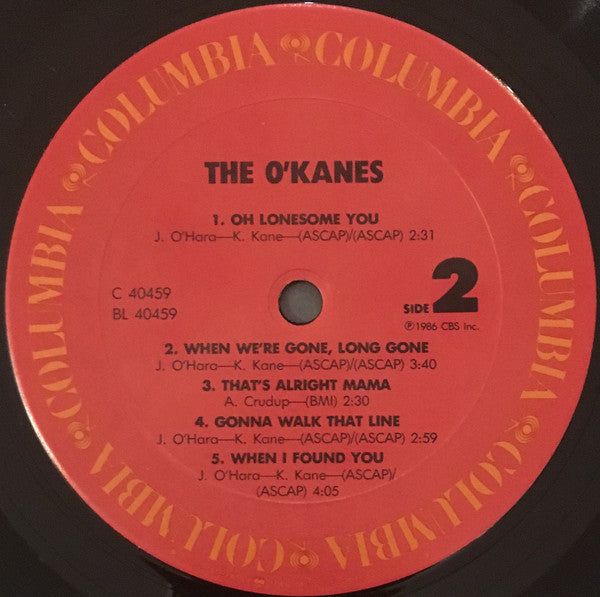 COLUMBIA COLUMBIA COLUMBIA COLUMBIA COLUMBIA COLUMBIA
THE O'KANES
1. OH LONESOME YOU
J. O'Hara—K. Kane—(ASCAP)/(ASCAP) 2:31
C 40459
BL 40459
SIDE 2
℗1986 CBS Inc.
2. WHEN WE'RE GONE, LONG GONE
J. O'Hara—K. Kane—(ASCAP)/(ASCAP) 3:40
3. THAT'S ALRIGHT MAMA
A. Crudup—(BMI) 2:30
4. GONNA WALK THAT LINE
J. O'Hara—K. Kane—(ASCAP)/(ASCAP) 2:59
5. WHEN I FOUND YOU
J. O'Hara—K. Kane—(ASCAP)/
(ASCAP) 4:05